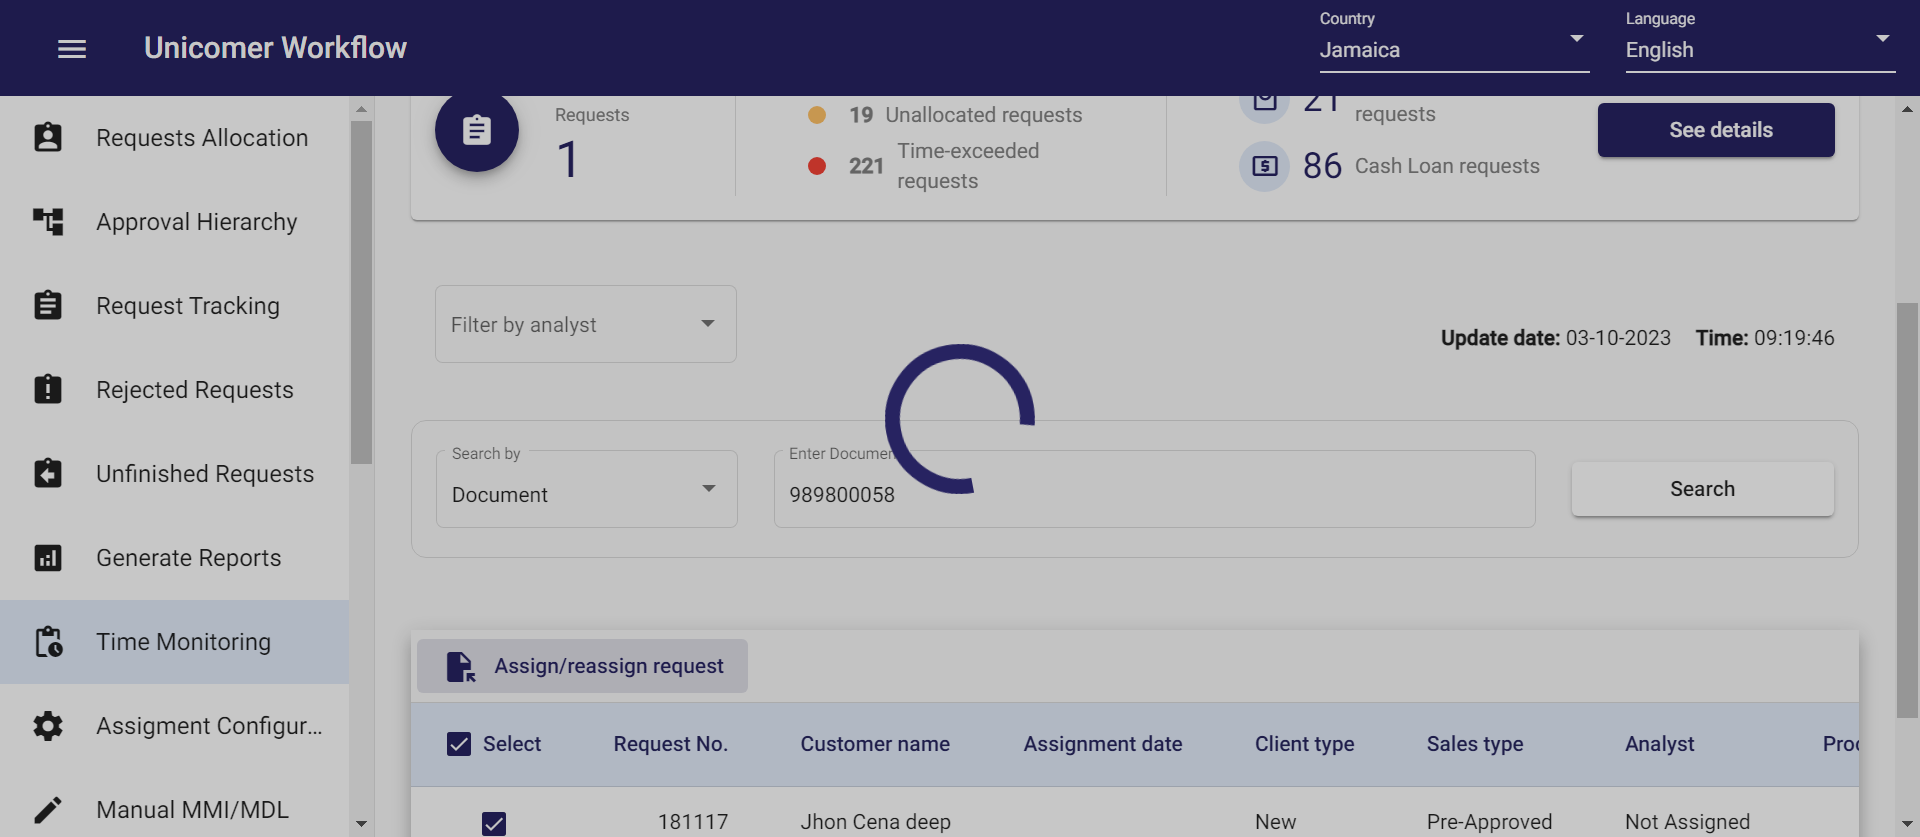 Unicomer Workflow
Country
Jamaica
Language
English
Requests Allocation
Approval Hierarchy
Request Tracking
Rejected Requests
Unfinished Requests
Generate Reports
Time Monitoring
Assigment Configur...
Manual MMI/MDL
Requests
1
19 Unallocated requests
221 Time-exceeded
requests
21 requests
86 Cash Loan requests
See details
Filter by analyst
Update date: 03-10-2023 Time: 09:19:46
Search by
Document
Enter Documen
989800058
Search
Assign/reassign request
Select Request No. Customer name Assignment date Client type Sales type Analyst
181117 Jhon Cena deep New Pre-Approved Not Assigned